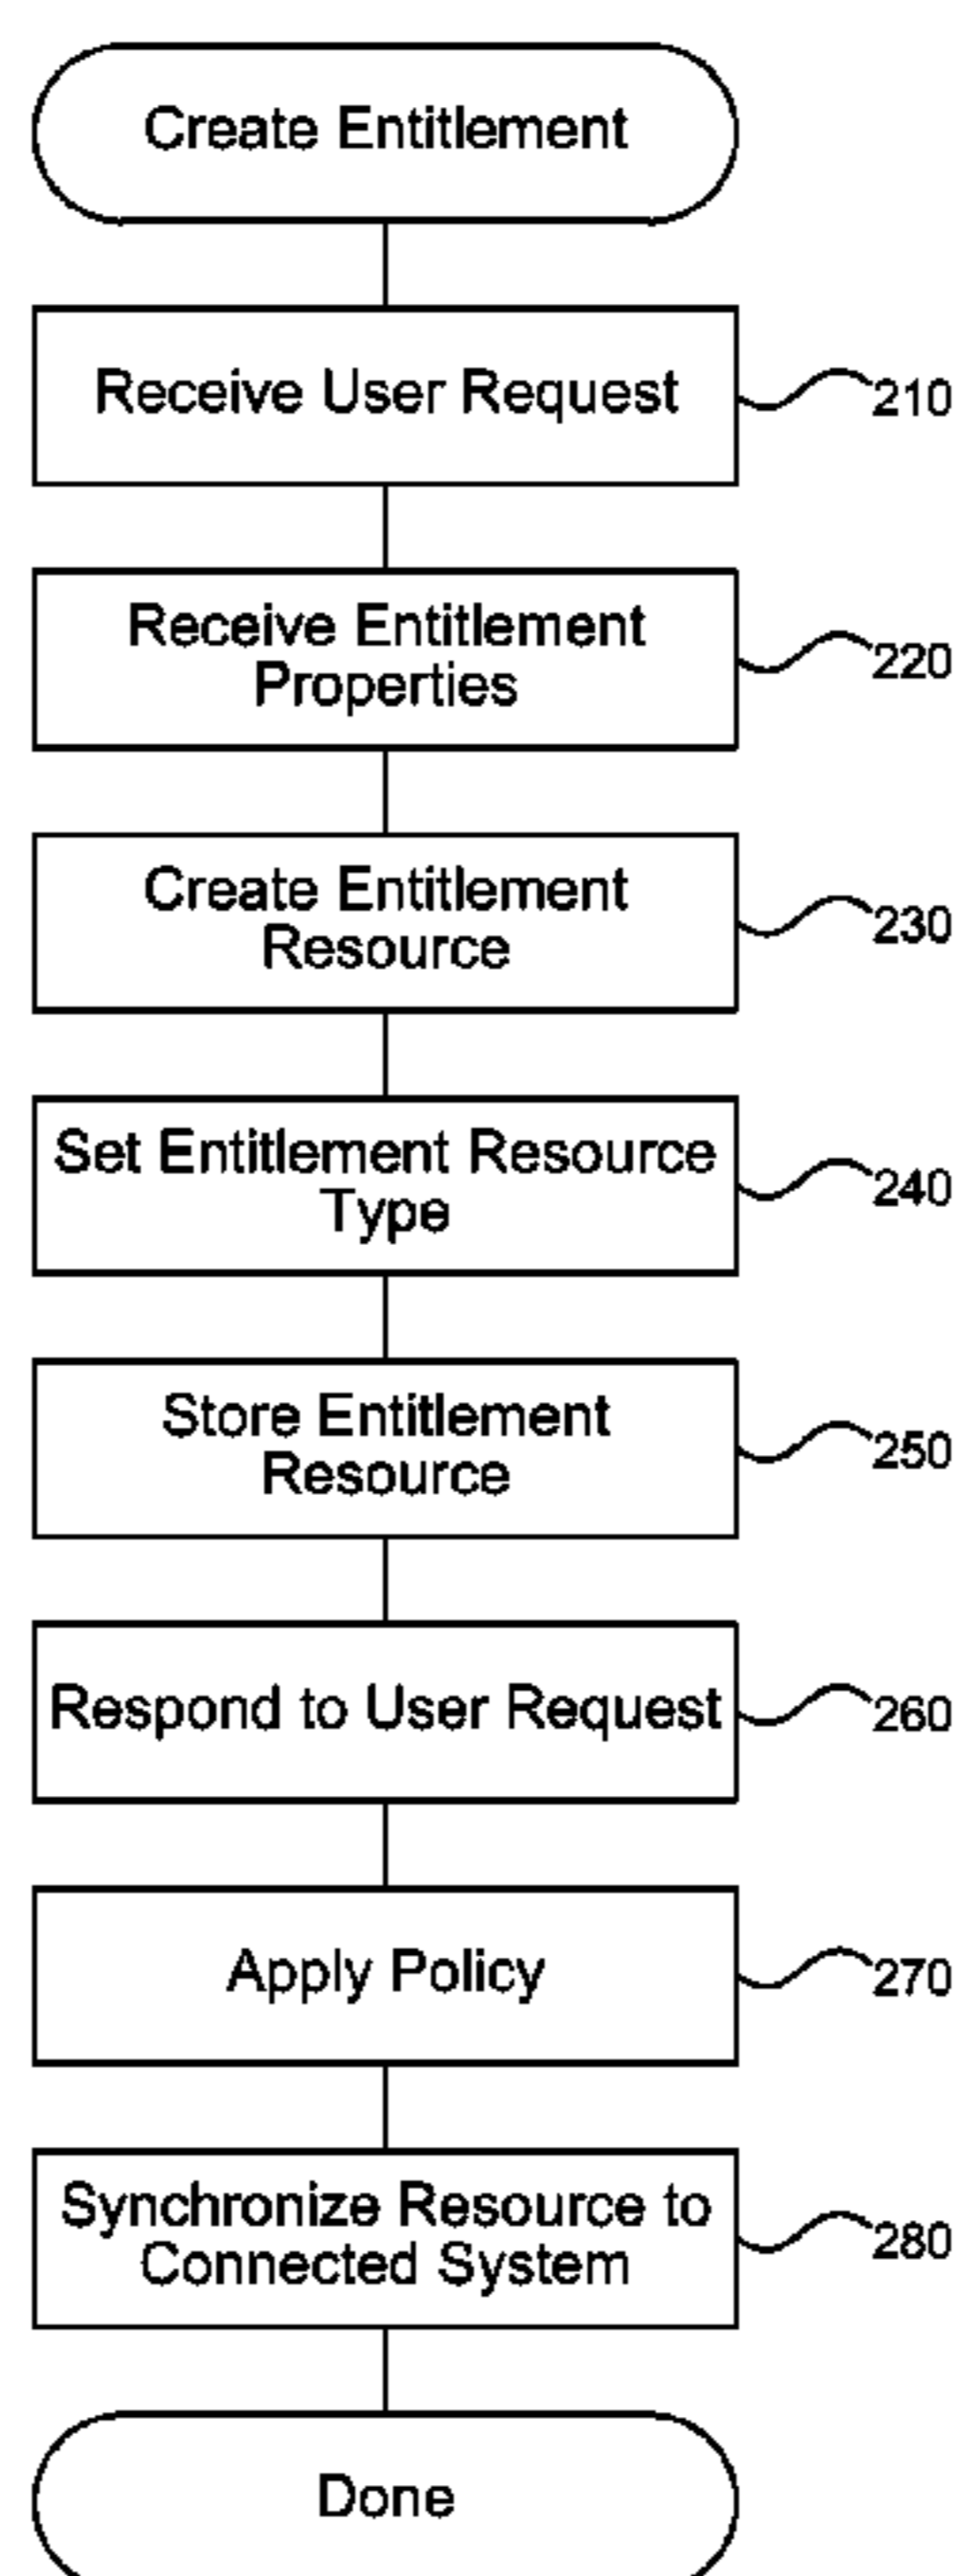 Create Entitlement
Receive User Request
210
Receive Entitlement
Properties
220
Create Entitlement
Resource
230
Set Entitlement Resource
Type
240
Store Entitlement
Resource
250
Respond to User Request
260
Apply Policy
270
Synchronize Resource to
Connected System
280
Done